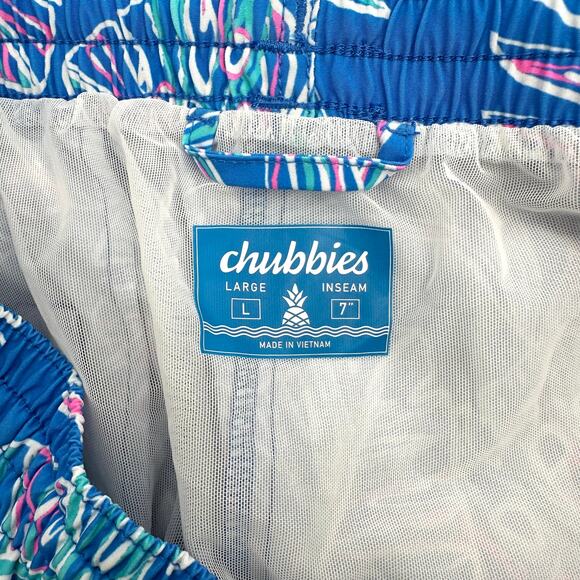 chubbies
LARGE INSEAM
L 7"
MADE IN VIETNAM